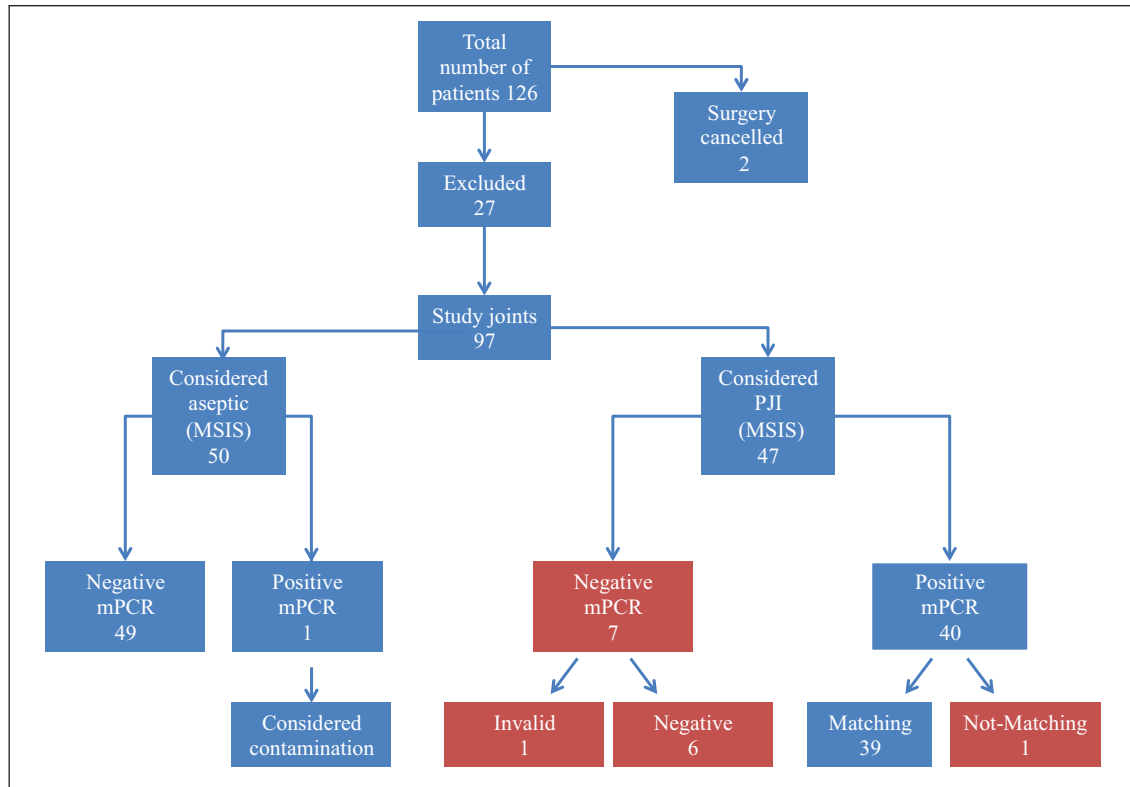 Total
number of
patients 126
Surgery
cancelled
2
Excluded
27
Study joints
97
Considered
aseptic
(MSIS)
50
Considered
PJI
(MSIS)
47
Negative
mPCR
49
Positive
mPCR
1
Negative
mPCR
7
Positive
mPCR
40
Considered
contamination
Invalid
1
Negative
6
Matching
39
Not-Matching
1